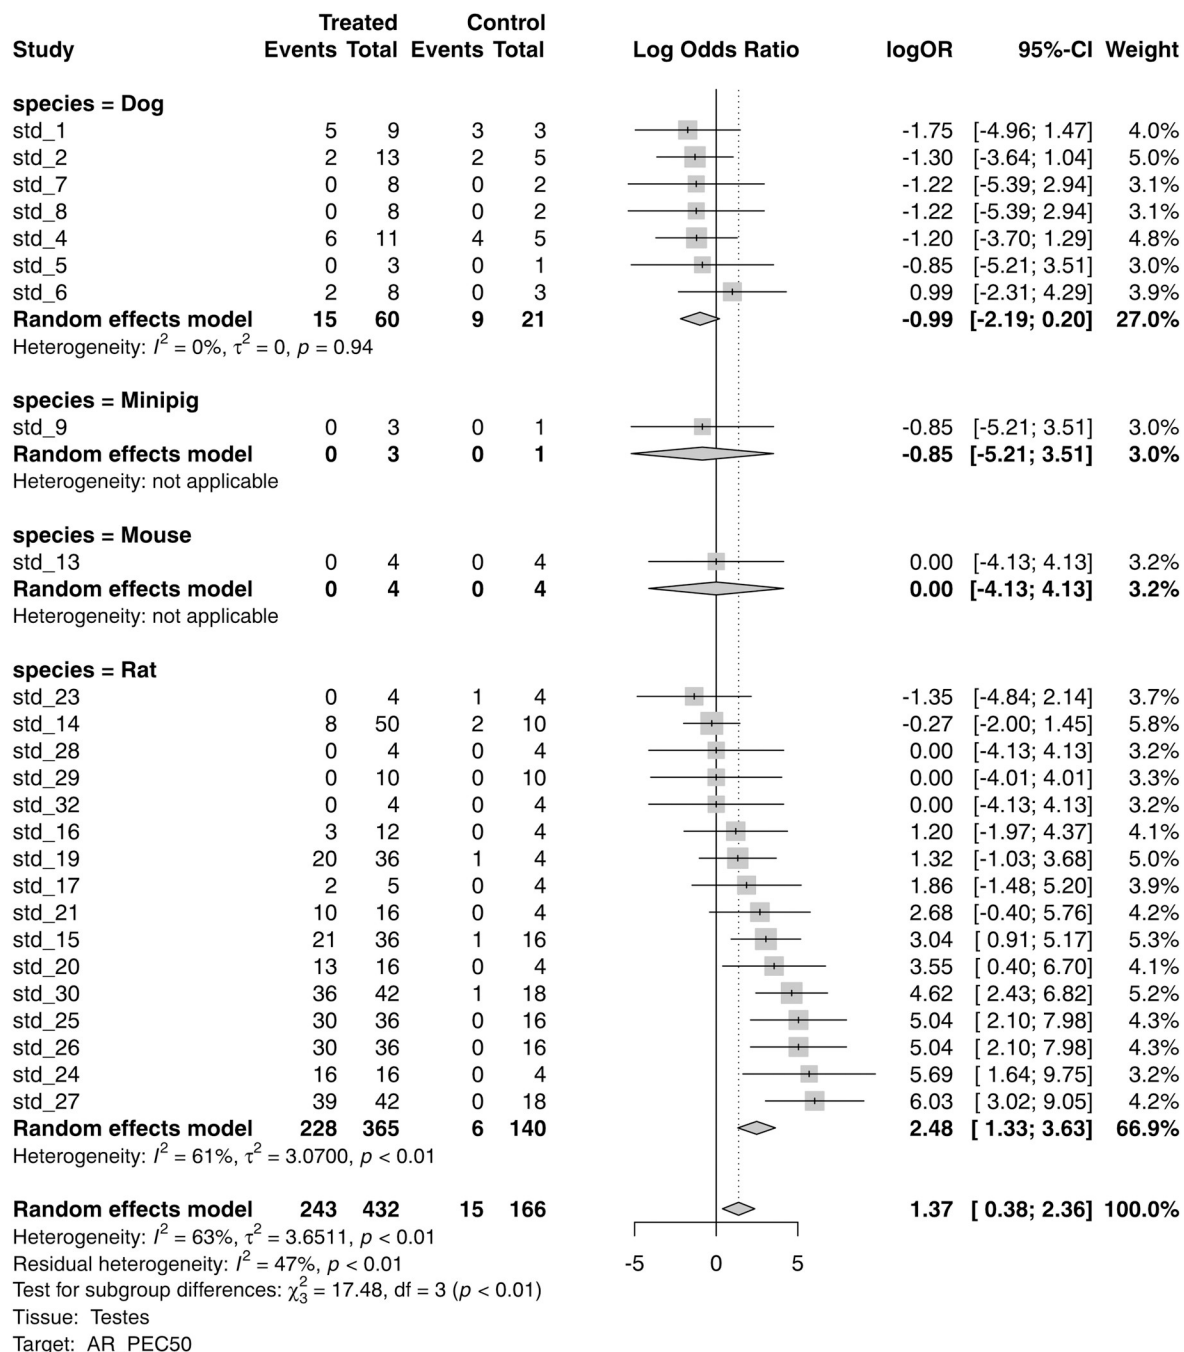 Treated Control
Study Events Total Events Total Log Odds Ratio logOR 95%-CI Weight
species = Dog
std_1 5 9 3 3 -1.75 [-4.96; 1.47] 4.0%
std_2 2 13 2 5 -1.30 [-3.64; 1.04] 5.0%
std_7 0 8 0 2 -1.22 [-5.39; 2.94] 3.1%
std_8 0 8 0 2 -1.22 [-5.39; 2.94] 3.1%
std_4 6 11 4 5 -1.20 [-3.70; 1.29] 4.8%
std_5 0 3 0 1 -0.85 [-5.21; 3.51] 3.0%
std_6 2 8 0 3 0.99 [-2.31; 4.29] 3.9%
Random effects model 15 60 9 21 -0.99 [-2.19; 0.20] 27.0%
Heterogeneity: I² = 0%, τ² = 0, p = 0.94
species = Minipig
std_9 0 3 0 1 -0.85 [-5.21; 3.51] 3.0%
Random effects model 0 3 0 1 -0.85 [-5.21; 3.51] 3.0%
Heterogeneity: not applicable
species = Mouse
std_13 0 4 0 4 0.00 [-4.13; 4.13] 3.2%
Random effects model 0 4 0 4 0.00 [-4.13; 4.13] 3.2%
Heterogeneity: not applicable
species = Rat
std_23 0 4 1 4 -1.35 [-4.84; 2.14] 3.7%
std_14 8 50 2 10 -0.27 [-2.00; 1.45] 5.8%
std_28 0 4 0 4 0.00 [-4.13; 4.13] 3.2%
std_29 0 10 0 10 0.00 [-4.01; 4.01] 3.3%
std_32 0 4 0 4 0.00 [-4.13; 4.13] 3.2%
std_16 3 12 0 4 1.20 [-1.97; 4.37] 4.1%
std_19 20 36 1 4 1.32 [-1.03; 3.68] 5.0%
std_17 2 5 0 4 1.86 [-1.48; 5.20] 3.9%
std_21 10 16 0 4 2.68 [-0.40; 5.76] 4.2%
std_15 21 36 1 16 3.04 [ 0.91; 5.17] 5.3%
std_20 13 16 0 4 3.55 [ 0.40; 6.70] 4.1%
std_30 36 42 1 18 4.62 [ 2.43; 6.82] 5.2%
std_25 30 36 0 16 5.04 [ 2.10; 7.98] 4.3%
std_26 30 36 0 16 5.04 [ 2.10; 7.98] 4.3%
std_24 16 16 0 4 5.69 [ 1.64; 9.75] 3.2%
std_27 39 42 0 18 6.03 [ 3.02; 9.05] 4.2%
Random effects model 228 365 6 140 2.48 [ 1.33; 3.63] 66.9%
Heterogeneity: I² = 61%, τ² = 3.0700, p < 0.01
Random effects model 243 432 15 166 1.37 [ 0.38; 2.36] 100.0%
Heterogeneity: I² = 63%, τ² = 3.6511, p < 0.01
Residual heterogeneity: I² = 47%, p < 0.01
-5 0 5
Test for subgroup differences: χ²₃ = 17.48, df = 3 (p < 0.01)
Tissue: Testes
Target: AR PEC50